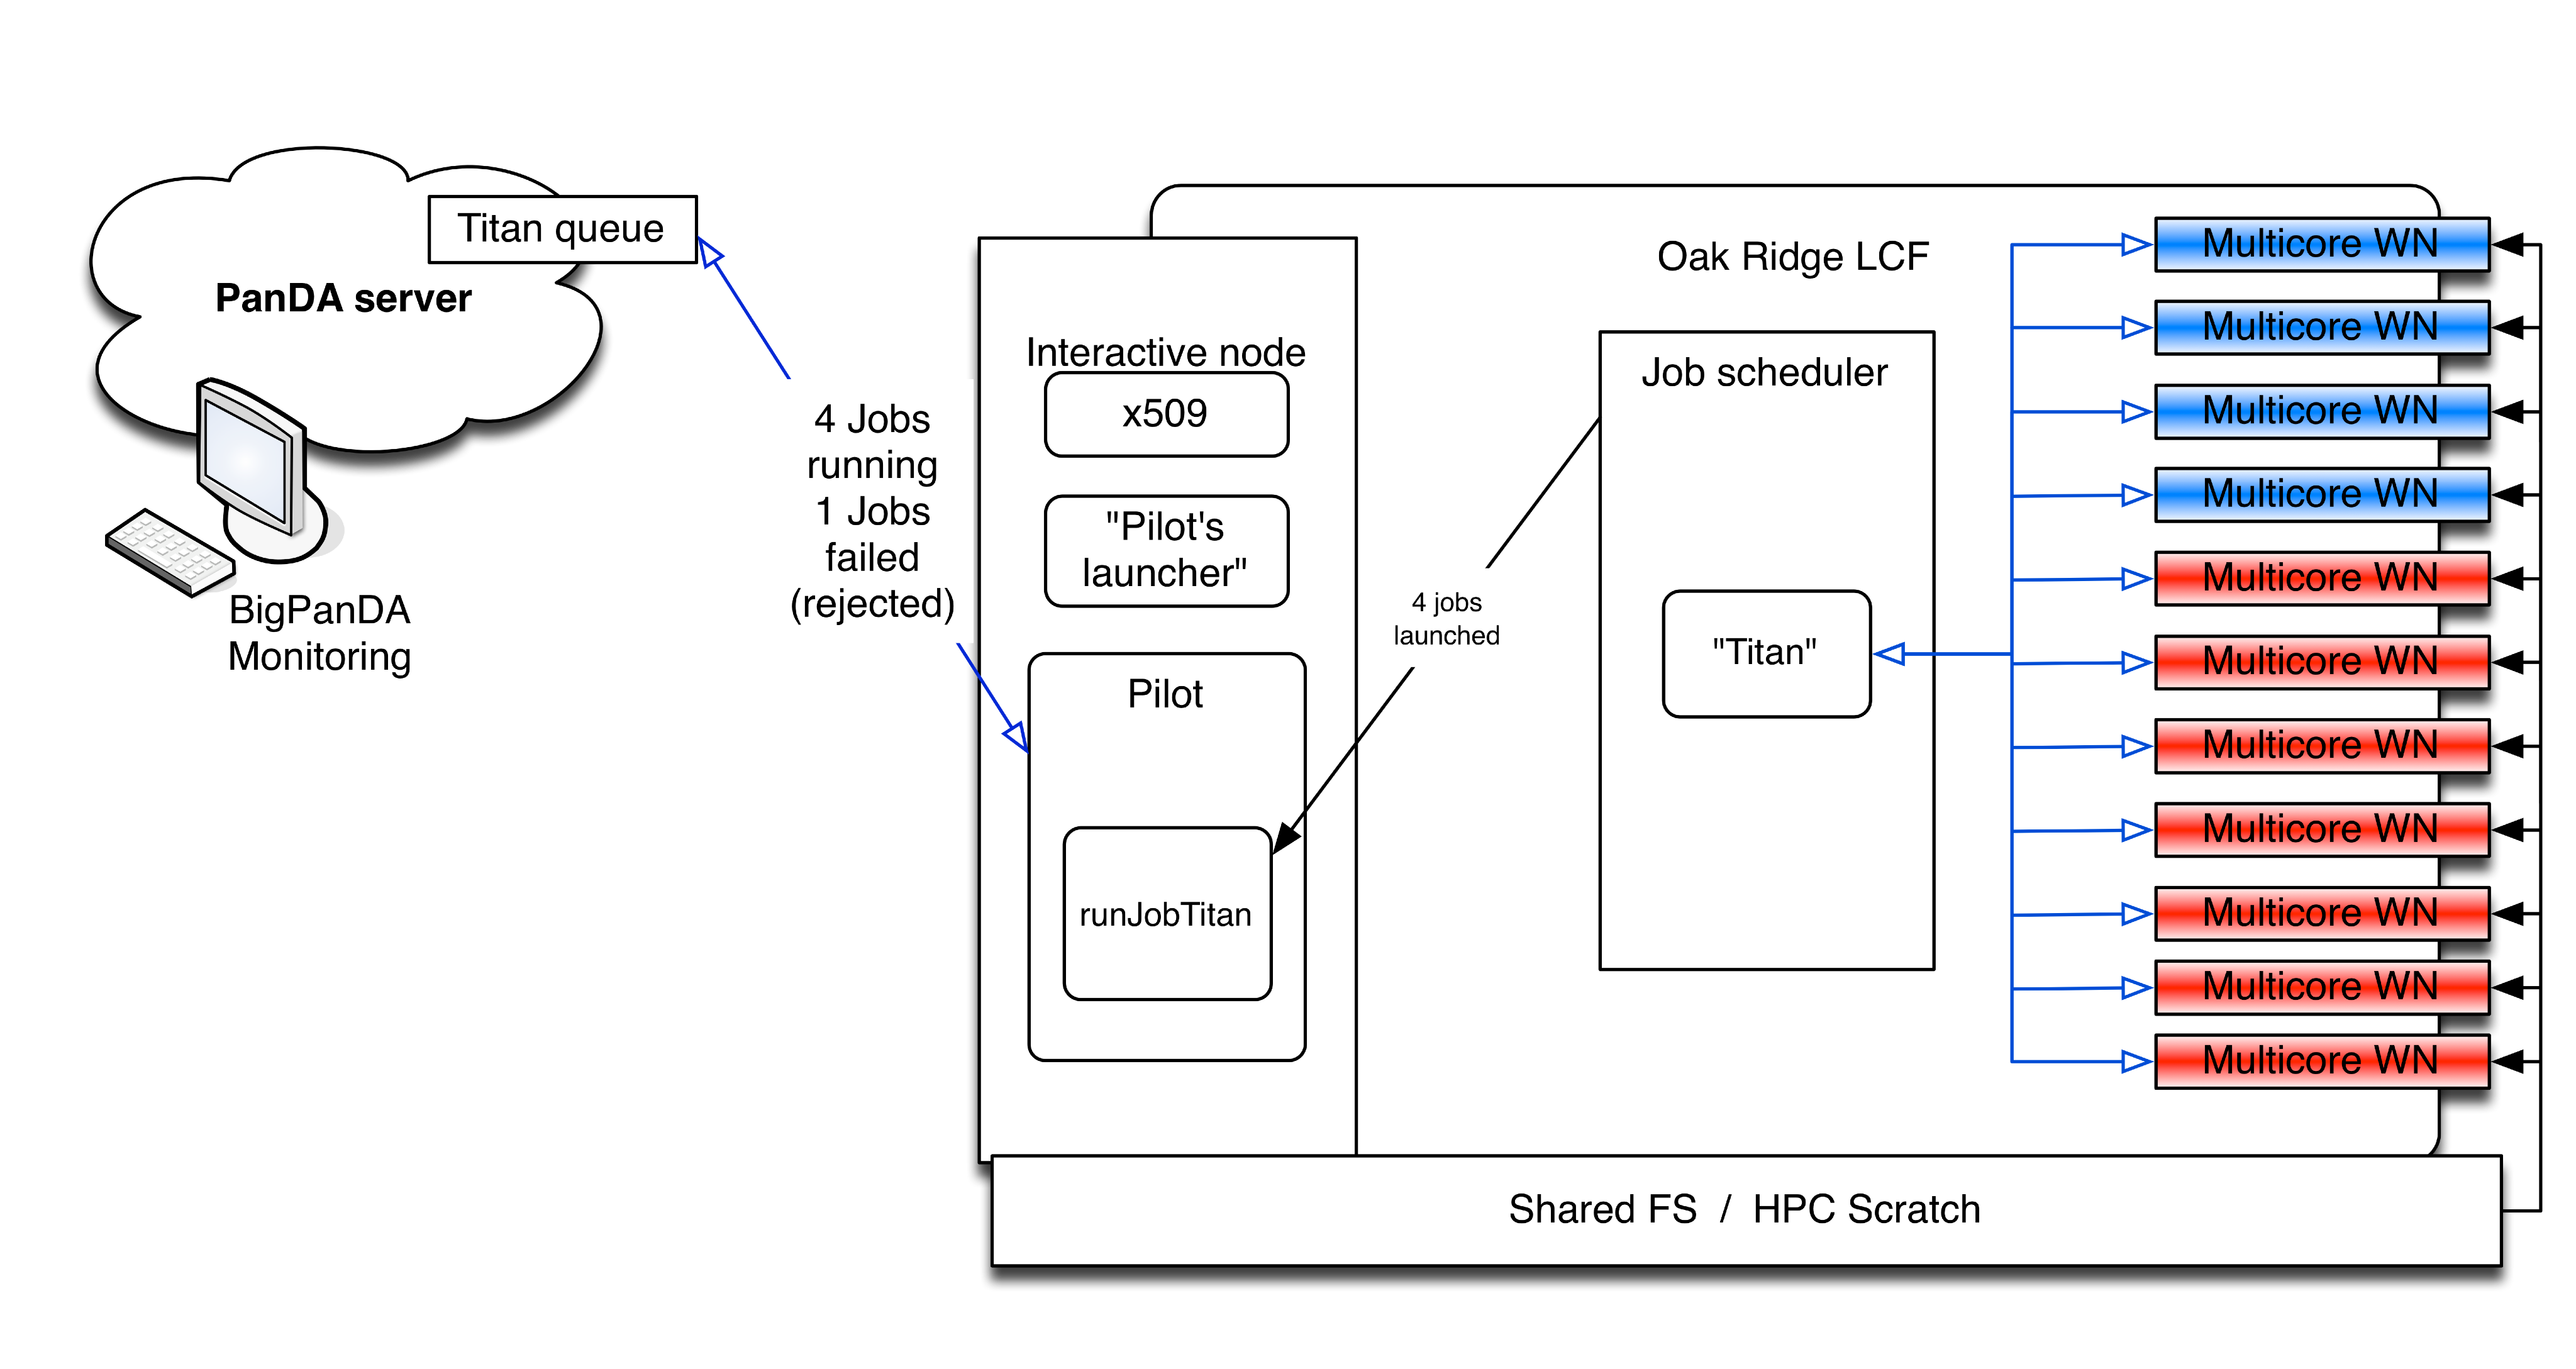 Titan queue
PanDA server
BigPanDA
Monitoring
4 Jobs
running
1 Jobs
failed
(rejected)
Interactive node
x509
"Pilot's
launcher"
Pilot
runJobTitan
4 jobs
launched
Oak Ridge LCF
Job scheduler
"Titan"
Multicore WN
Multicore WN
Multicore WN
Multicore WN
Multicore WN
Multicore WN
Multicore WN
Multicore WN
Multicore WN
Multicore WN
Multicore WN
Shared FS / HPC Scratch